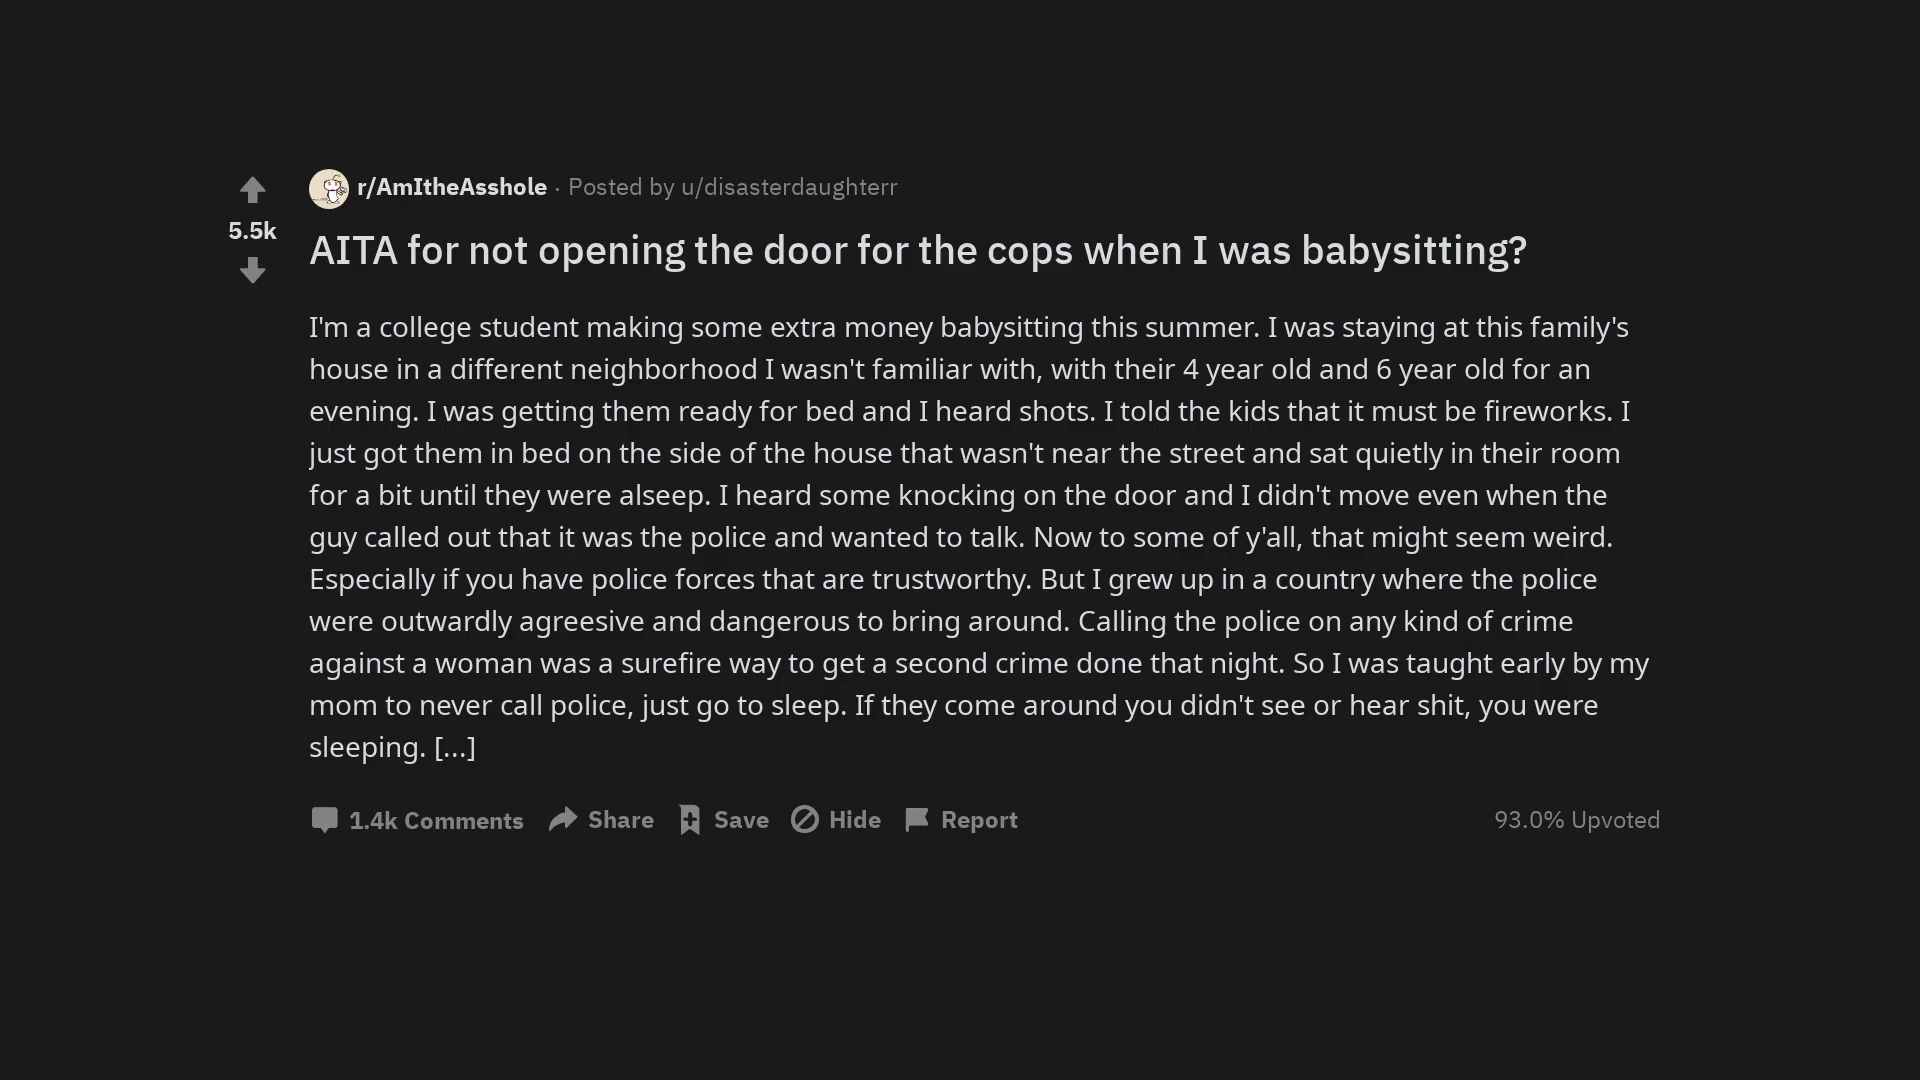 r/AmItheAsshole · Posted by u/disasterdaughterr
5.5k
AITA for not opening the door for the cops when I was babysitting?
I'm a college student making some extra money babysitting this summer. I was staying at this family's
house in a different neighborhood I wasn't familiar with, with their 4 year old and 6 year old for an
evening. I was getting them ready for bed and I heard shots. I told the kids that it must be fireworks. I
just got them in bed on the side of the house that wasn't near the street and sat quietly in their room
for a bit until they were alseep. I heard some knocking on the door and I didn't move even when the
guy called out that it was the police and wanted to talk. Now to some of y'all, that might seem weird.
Especially if you have police forces that are trustworthy. But I grew up in a country where the police
were outwardly agreesive and dangerous to bring around. Calling the police on any kind of crime
against a woman was a surefire way to get a second crime done that night. So I was taught early by my
mom to never call police, just go to sleep. If they come around you didn't see or hear shit, you were
sleeping. [...]
1.4k Comments Share Save Hide Report 93.0% Upvoted